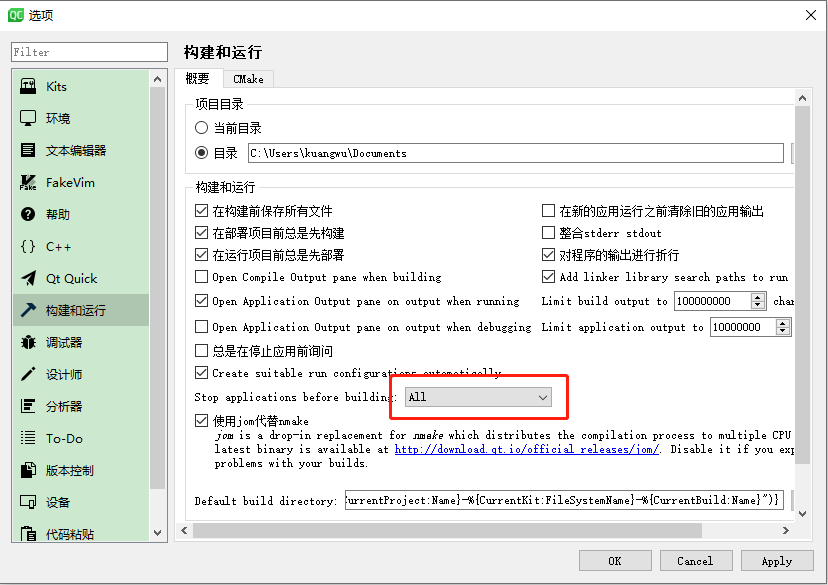 QC 选项
Filter
Kits
环境
文本编辑器
FakeVim
帮助
C++
Qt Quick
构建和运行
调试器
设计师
分析器
To-Do
版本控制
设备
代码粘贴
构建和运行
概要 CMake
项目目录
当前目录
目录 C:\Users\kuangwu\Documents
构建和运行
在构建前保存所有文件 在新的应用运行之前清除旧的应用输出
在部署项目前总是先构建 整合stderr stdout
在运行项目前总是先部署 对程序的输出进行折行
Open Compile Output pane when building Add linker library search paths to run
Open Application Output pane on output when running Limit build output to 100000000 char
Open Application Output pane on output when debugging Limit application output to 10000000
总是在停止应用前询问
Create suitable run configurations automatically
Stop applications before building: All
使用jom代替nmake
jom is a drop-in replacement for nmake which distributes the compilation process to multiple CPU
latest binary is available at http://download.qt.io/official_releases/jom/. Disable it if you exp
problems with your builds.
Default build directory: CurrentProject:Name}-%{CurrentKit:FileSystemName}-%{CurrentBuild:Name}")}
OK Cancel Apply